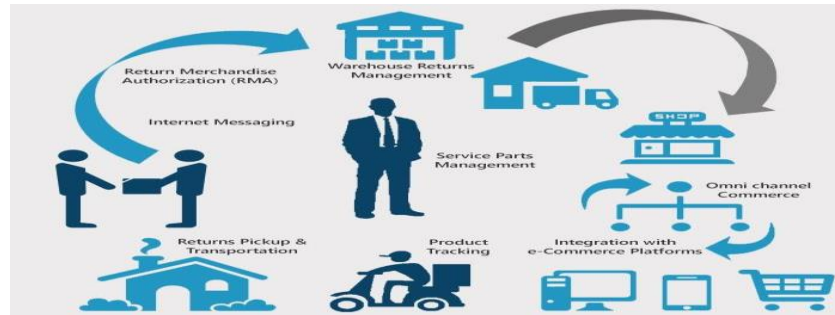 Return Merchandise
Authorization (RMA)
Warehouse Returns
Management
Internet Messaging
SHOP
Service Parts
Management
Omni channel
Commerce
Returns Pickup &
Transportation
Product
Tracking
Integration with
e-Commerce Platforms